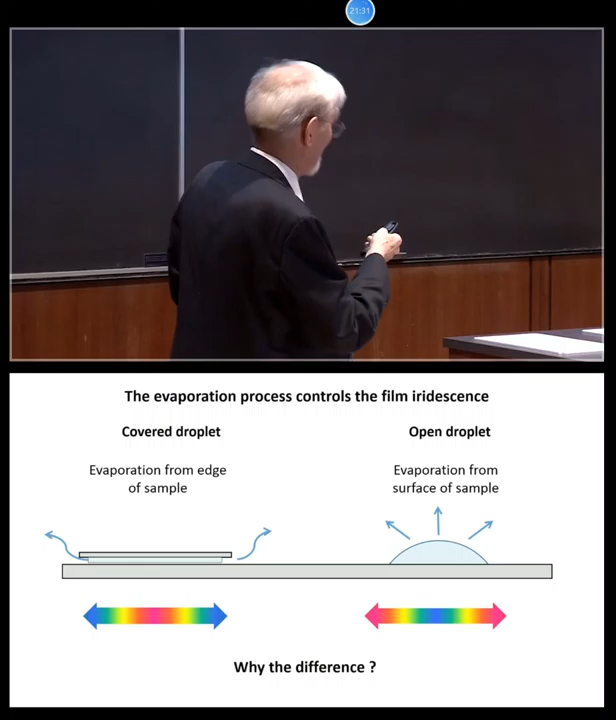 21:31
The evaporation process controls the film iridescence
Covered droplet
Evaporation from edge
of sample
Open droplet
Evaporation from
surface of sample
Why the difference ?